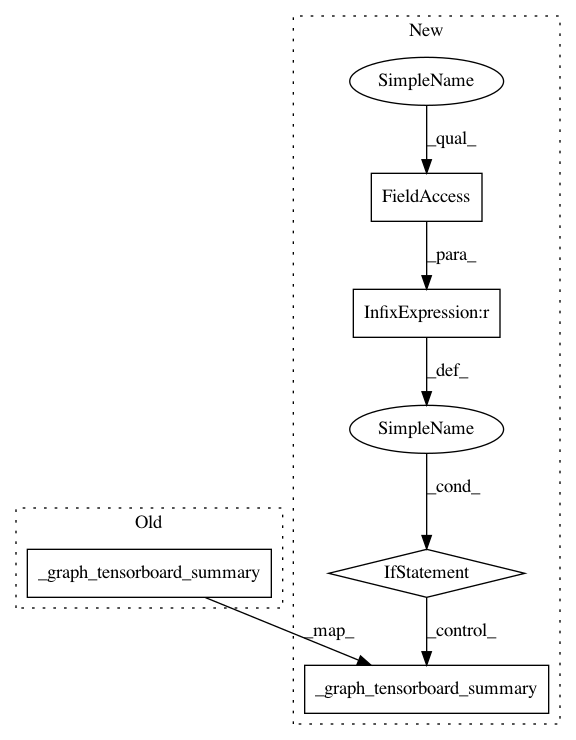 New
SimpleName
_qual_
FieldAccess
_para_
InfixExpression:r
_def_
SimpleName
_cond_
Old
_graph_tensorboard_summary
IfStatement
_map_
_control_
_graph_tensorboard_summary